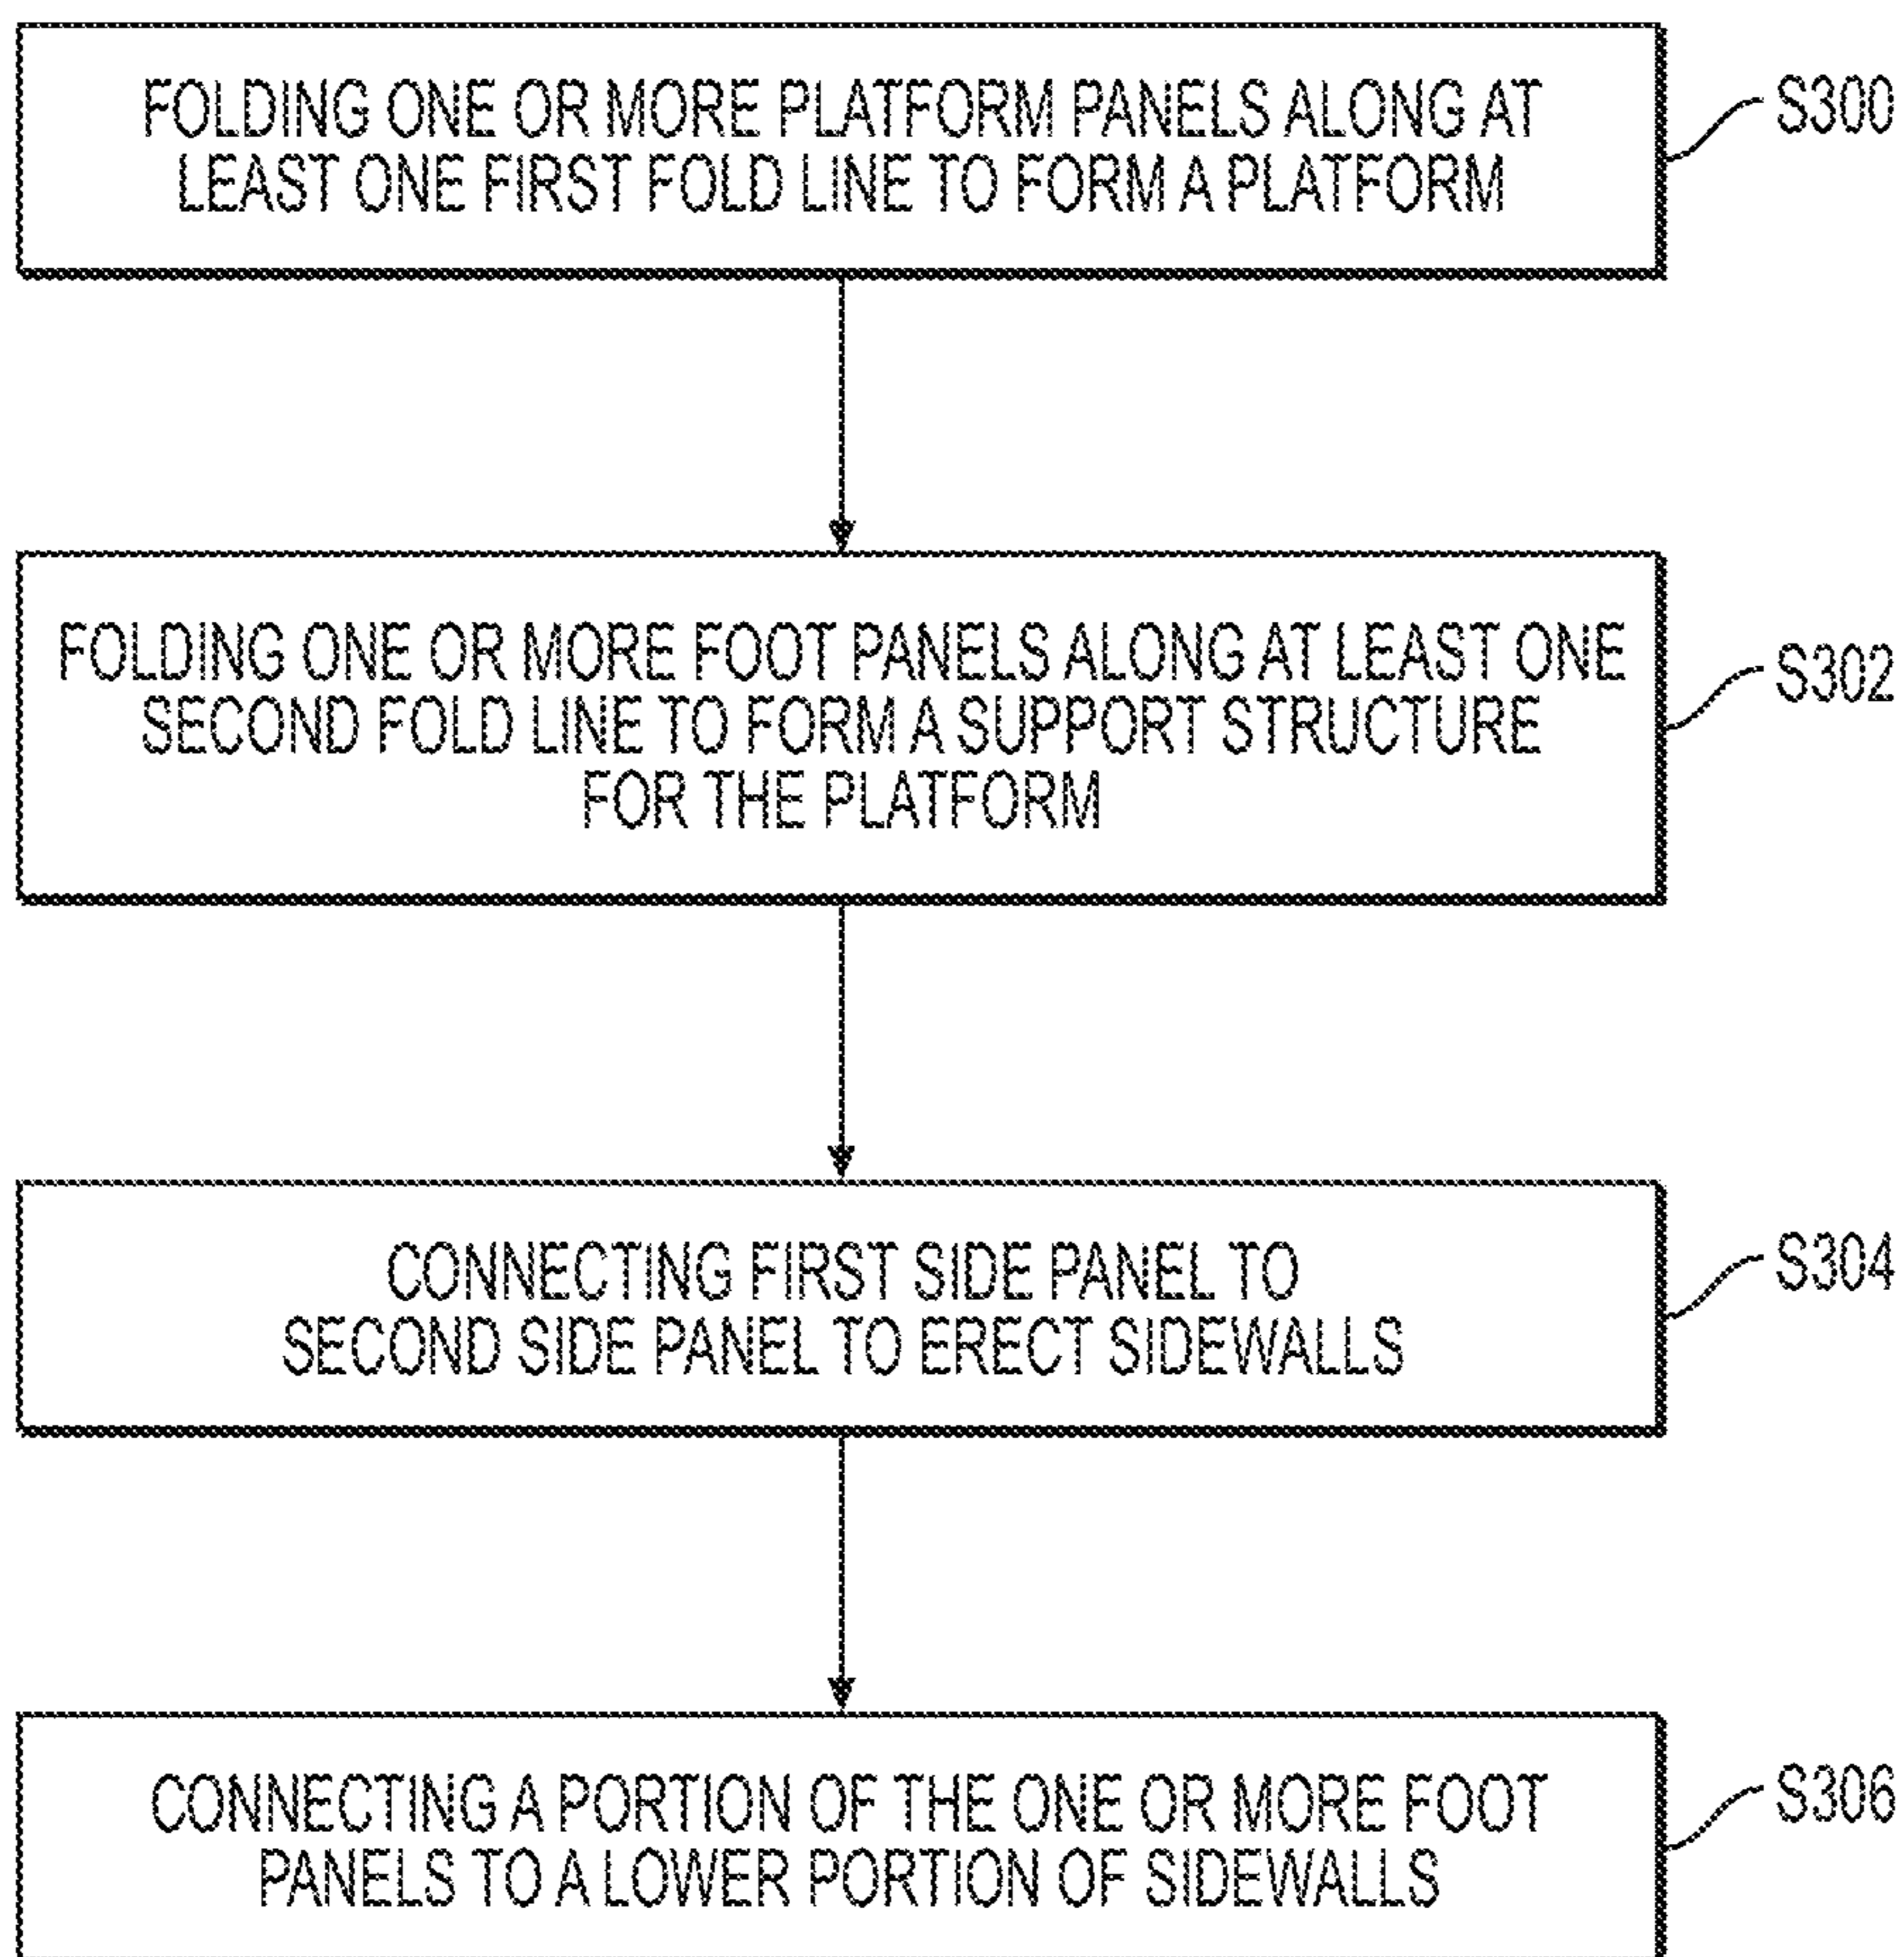 FOLDING ONE OR MORE PLATFORM PANELS ALONG AT
LEAST ONE FIRST FOLD LINE TO FORM A PLATFORM
S300
FOLDING ONE OR MORE FOOT PANELS ALONG AT LEAST ONE
SECOND FOLD LINE TO FORM A SUPPORT STRUCTURE
FOR THE PLATFORM
S302
CONNECTING FIRST SIDE PANEL TO
SECOND SIDE PANEL TO ERECT SIDEWALLS
S304
CONNECTING A PORTION OF THE ONE OR MORE FOOT
PANELS TO A LOWER PORTION OF SIDEWALLS
S306